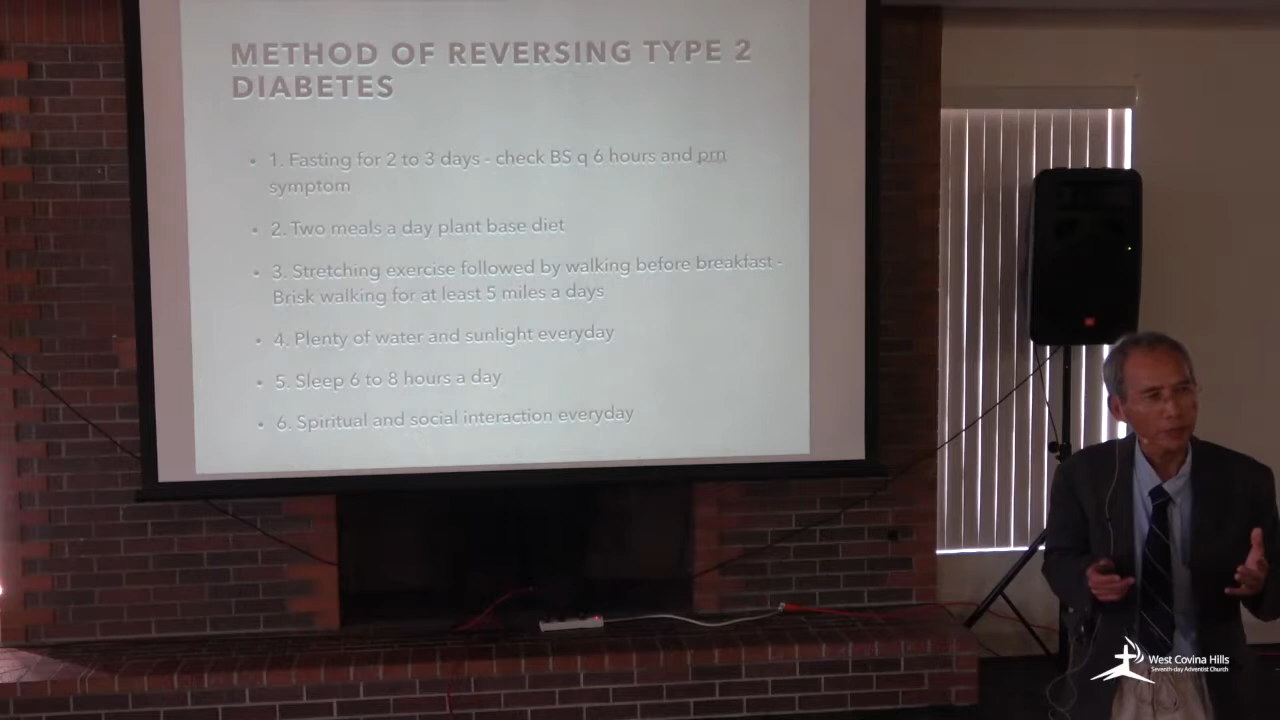 METHOD OF REVERSING TYPE 2
DIABETES
• 1. Fasting for 2 to 3 days - check BS q 6 hours and prn
symptom
• 2. Two meals a day plant base diet
• 3. Stretching exercise followed by walking before breakfast -
Brisk walking for at least 5 miles a days
• 4. Plenty of water and sunlight everyday
• 5. Sleep 6 to 8 hours a day
• 6. Spiritual and social interaction everyday
West Covina Hills
Seventh-day Adventist Church